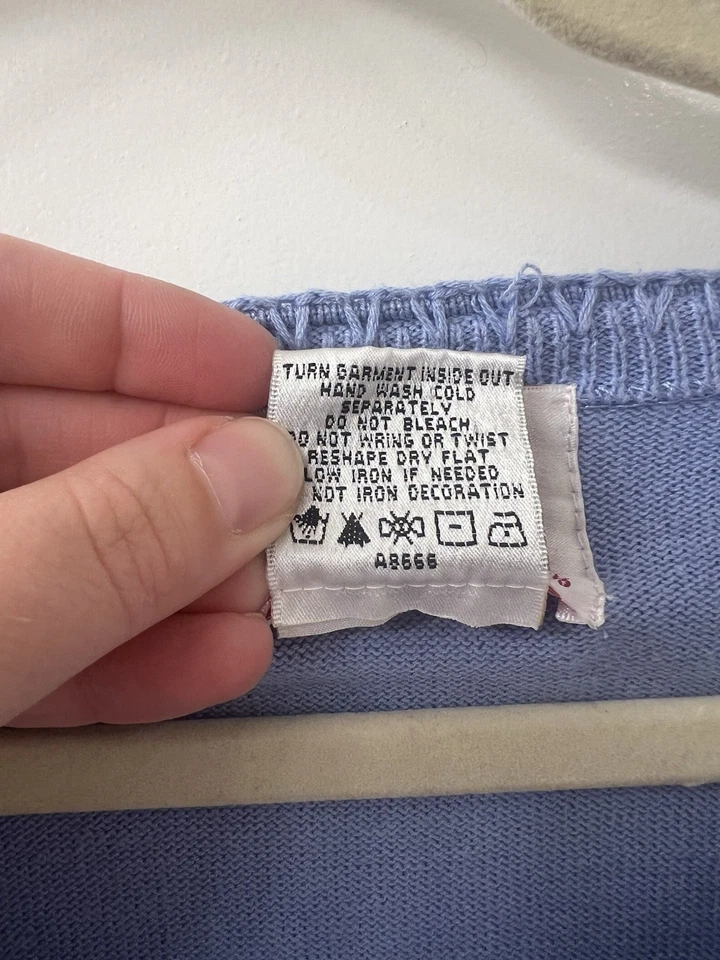 TURN GARMENT INSIDE OUT
HAND WASH COLD
SEPARATELY
DO NOT BLEACH
DO NOT WRING OR TWIST
RESHAPE DRY FLAT
LOW IRON IF NEEDED
NOT IRON DECORATION
A8666